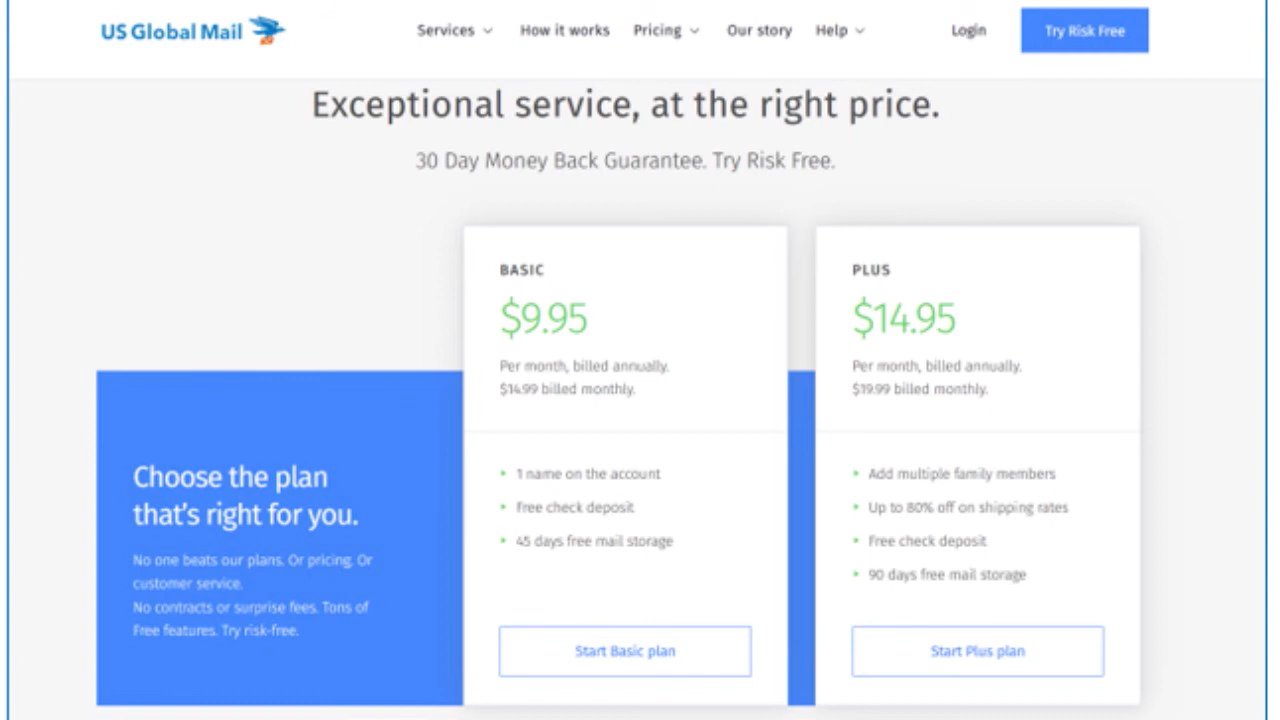 US Global Mail
Services How it works Pricing Our story Help Login Try Risk Free
Exceptional service, at the right price.
30 Day Money Back Guarantee. Try Risk Free.
Choose the plan
that's right for you.
No one beats our plans. Or pricing. Or
customer service.
No contracts or surprise fees. Tons of
Free features. Try risk-free.
BASIC
$9.95
Per month, billed annually.
$14.99 billed monthly.
1 name on the account
Free check deposit
45 days free mail storage
Start Basic plan
PLUS
$14.95
Per month, billed annually.
$19.99 billed monthly.
Add multiple family members
Up to 80% off on shipping rates
Free check deposit
90 days free mail storage
Start Plus plan